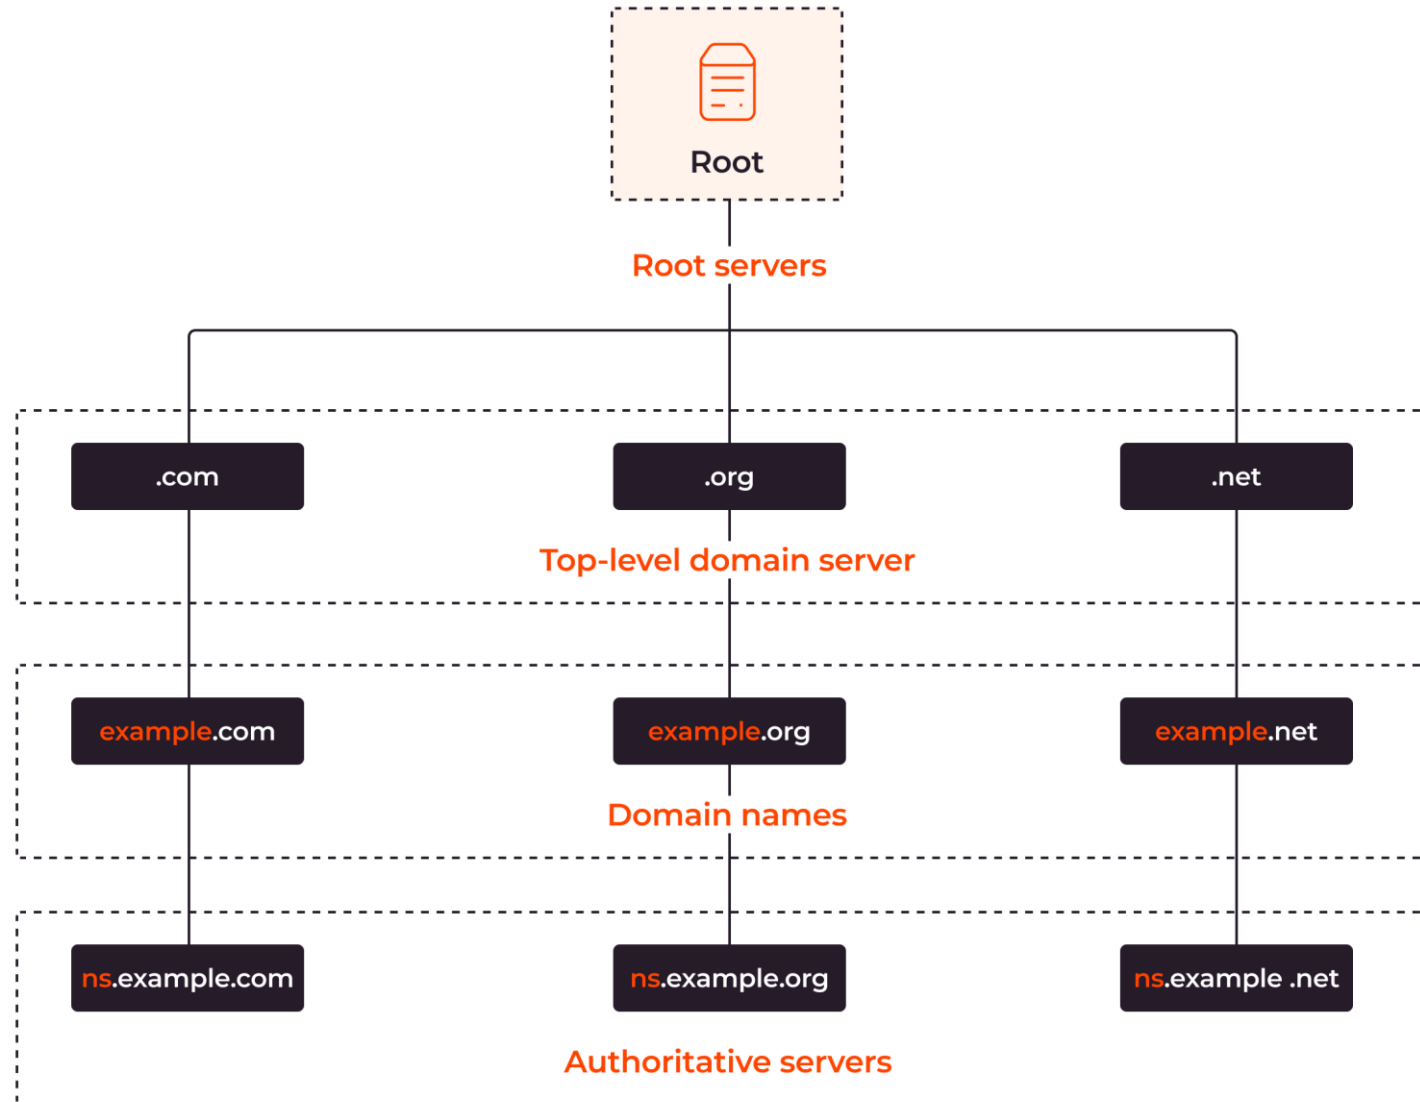 Root
Root servers
.com
.org
.net
Top-level domain server
example.com
example.org
example.net
Domain names
ns.example.com
ns.example.org
ns.example .net
Authoritative servers